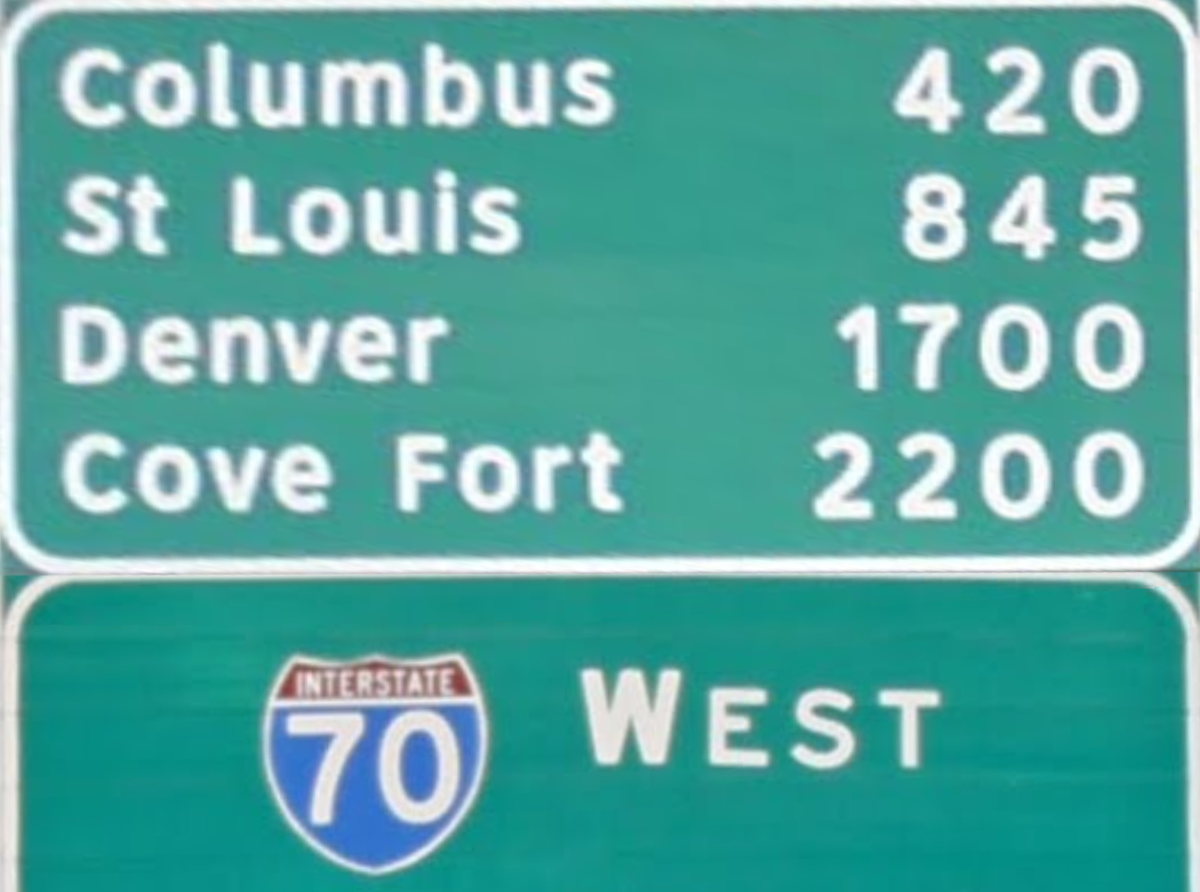 Columbus 420
St Louis 845
Denver 1700
Cove Fort 2200
INTERSTATE
70 WEST